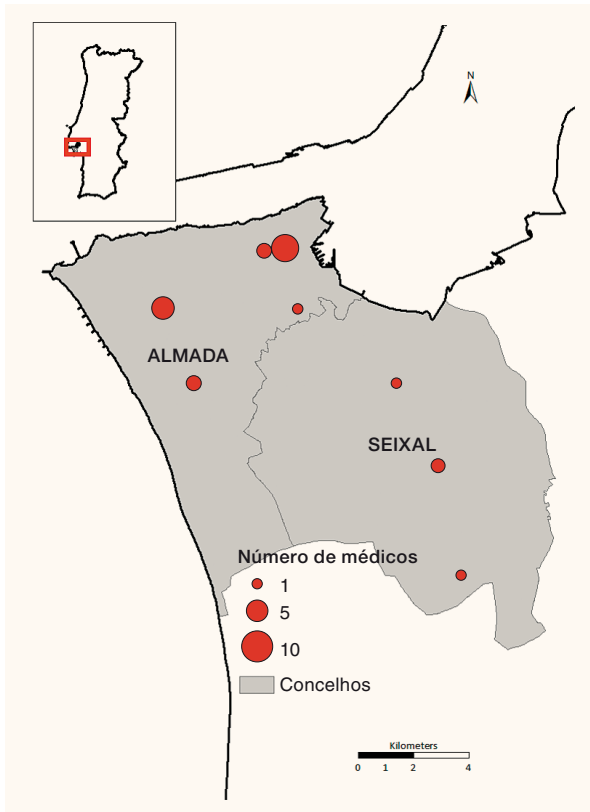 N
ALMADA
SEIXAL
Número de médicos
1
5
10
Concelhos
Kilometers
0 1 2 4